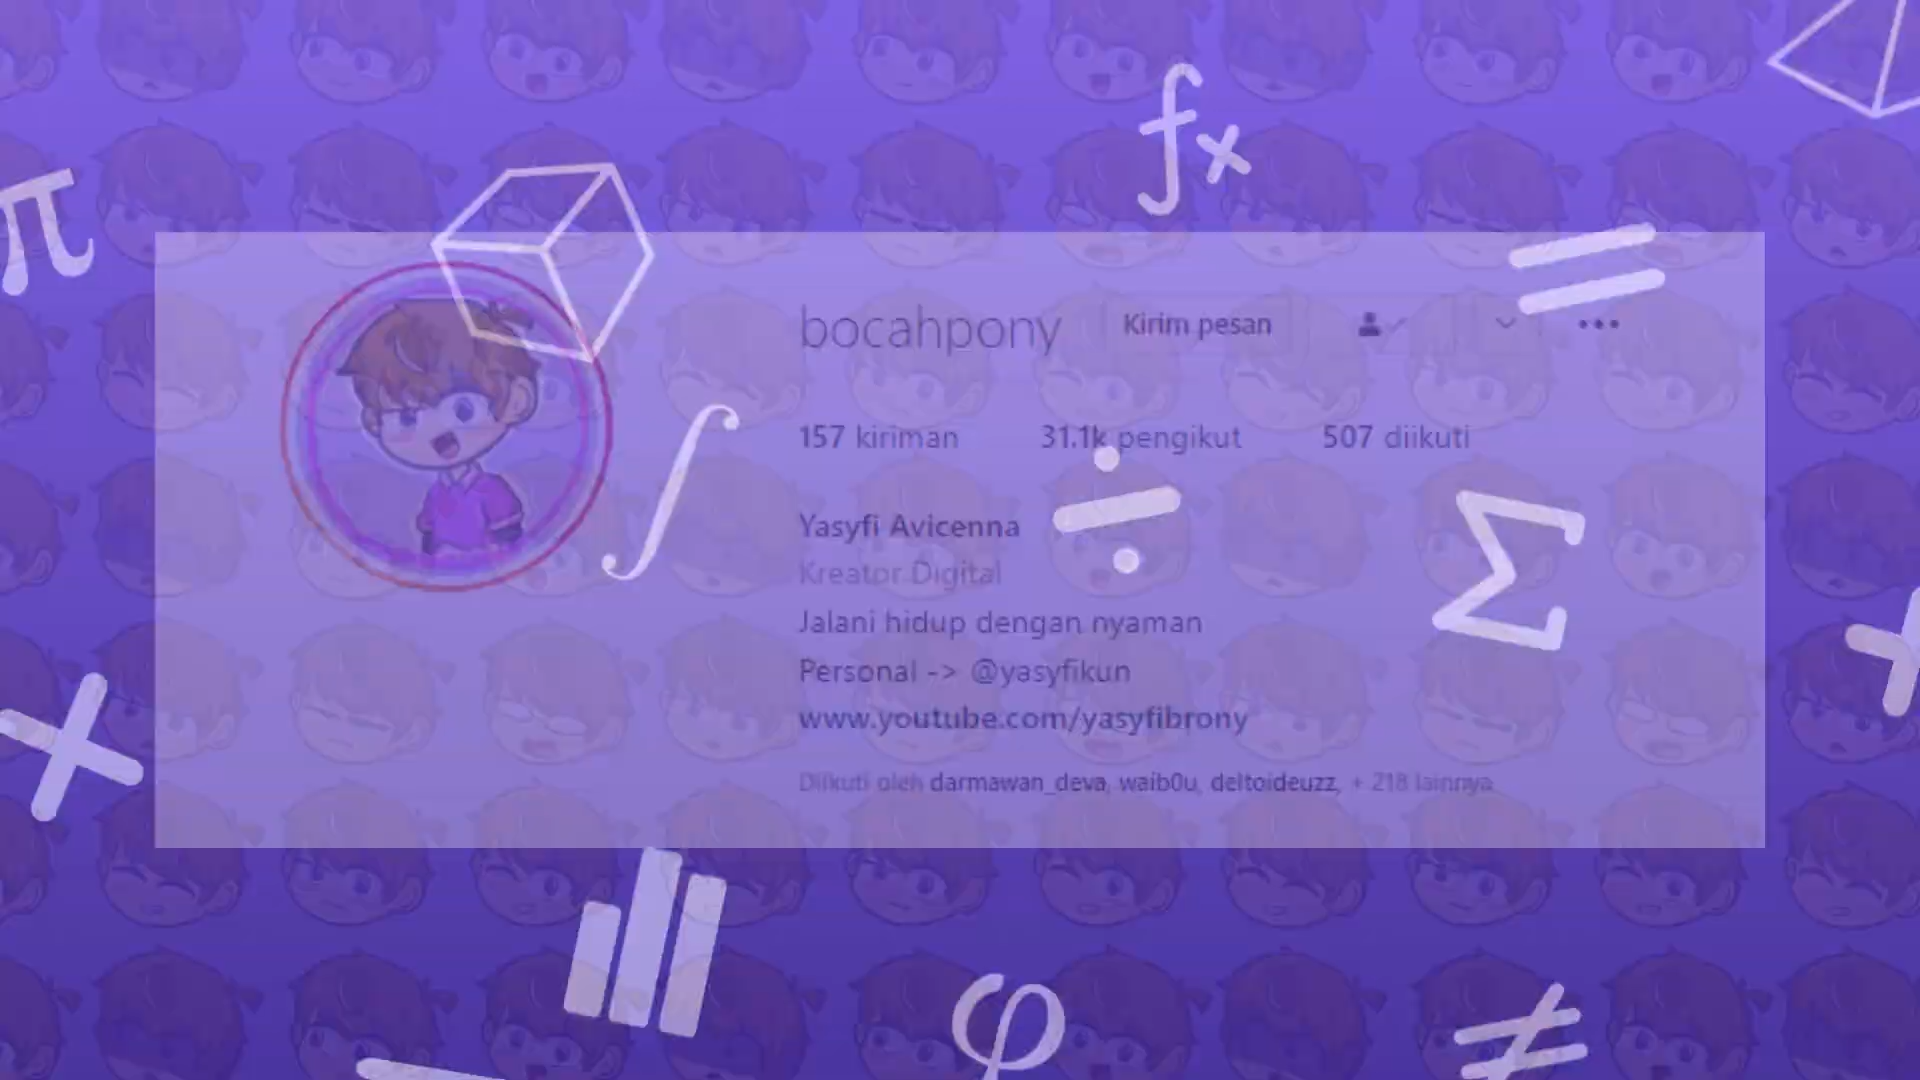 π
fx
=
bocahpony Kirim pesan
157 kiriman 31.1k pengikut 507 diikuti
∫
÷
Σ
Yasyfi Avicenna
Kreator Digital
Jalani hidup dengan nyaman
Personal -> @yasyfikun
www.youtube.com/yasyfibrony
Diikuti oleh darmawan_deva, waib0u, deltoideuzz, + 218 lainnya
×
φ
≠